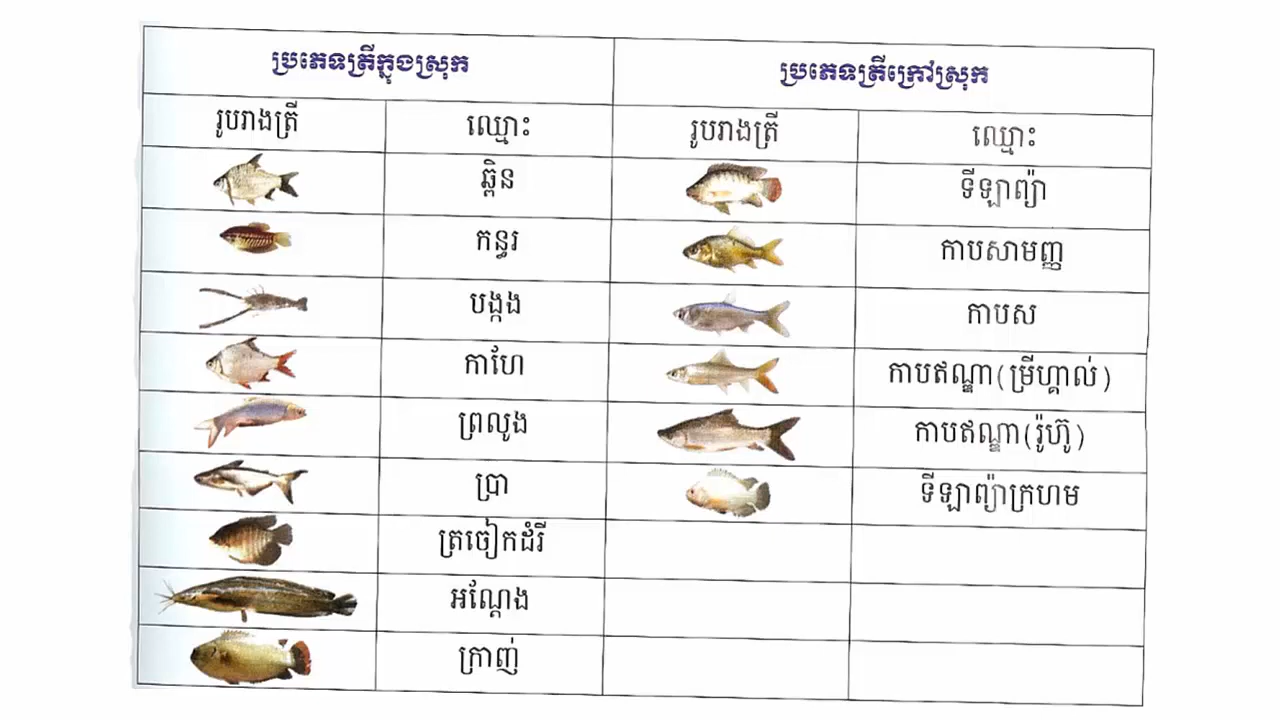 ប្រភេទត្រីក្នុងស្រុក ប្រភេទត្រីក្រៅស្រុក
រូបរាងត្រី ឈ្មោះ រូបរាងត្រី ឈ្មោះ
ឆ្ពិន ទីឡាព្យ៉ា
កន្ធរ កាបសាមញ្ញ
បង្កង កាបស
កាហែ កាបឥណ្ឌា(ម្រីហ្គាល់)
ព្រលូង កាបឥណ្ឌា(រ៉ូហ៊ូ)
ប្រា ទីឡាព្យ៉ាក្រហម
ត្រចៀកដំរី
អណ្តែង
ក្រាញ់